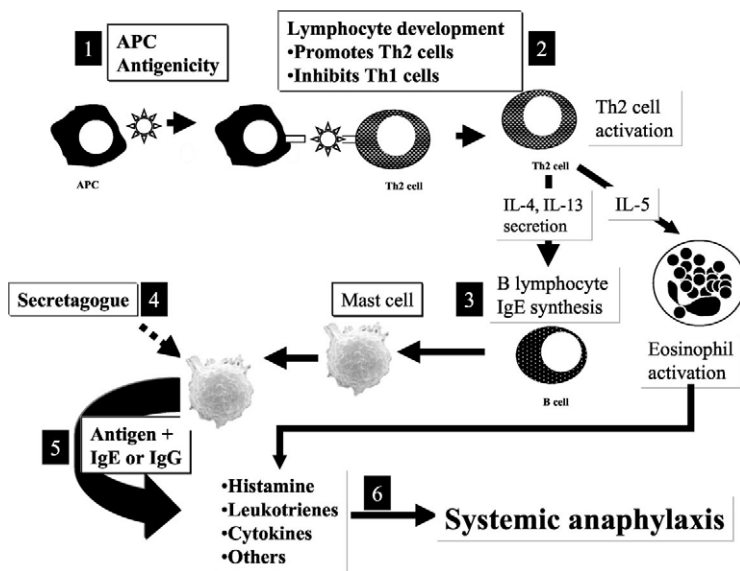 1
APC
Antigenicity
Lymphocyte development
•Promotes Th2 cells
•Inhibits Th1 cells
2
APC
Th2 cell
Th2 cell
Th2 cell
activation
IL-4, IL-13
secretion
IL-5
Secretagogue
4
Mast cell
3
B lymphocyte
IgE synthesis
B cell
Eosinophil
activation
5
Antigen +
IgE or IgG
•Histamine
•Leukotrienes
•Cytokines
•Others
6
Systemic anaphylaxis